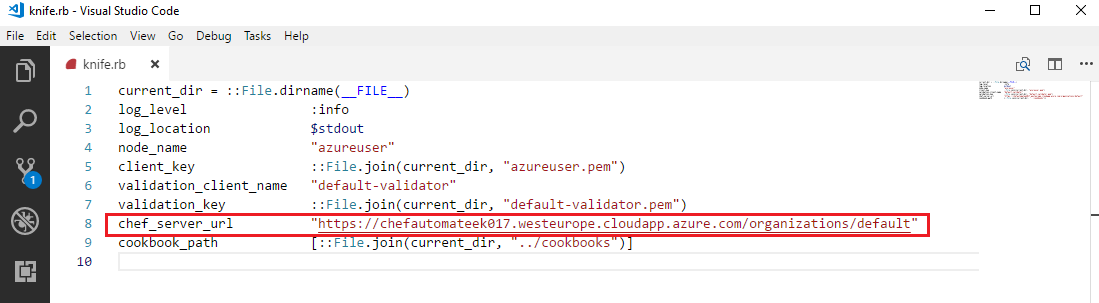 knife.rb - Visual Studio Code
File Edit Selection View Go Debug Tasks Help
knife.rb
1 current_dir = ::File.dirname(__FILE__)
2 log_level :info
3 log_location $stdout
4 node_name "azureuser"
5 client_key ::File.join(current_dir, "azureuser.pem")
6 validation_client_name "default-validator"
7 validation_key ::File.join(current_dir, "default-validator.pem")
8 chef_server_url "https://chefautomateek017.westeurope.cloudapp.azure.com/organizations/default"
9 cookbook_path [::File.join(current_dir, "../cookbooks")]
10
1